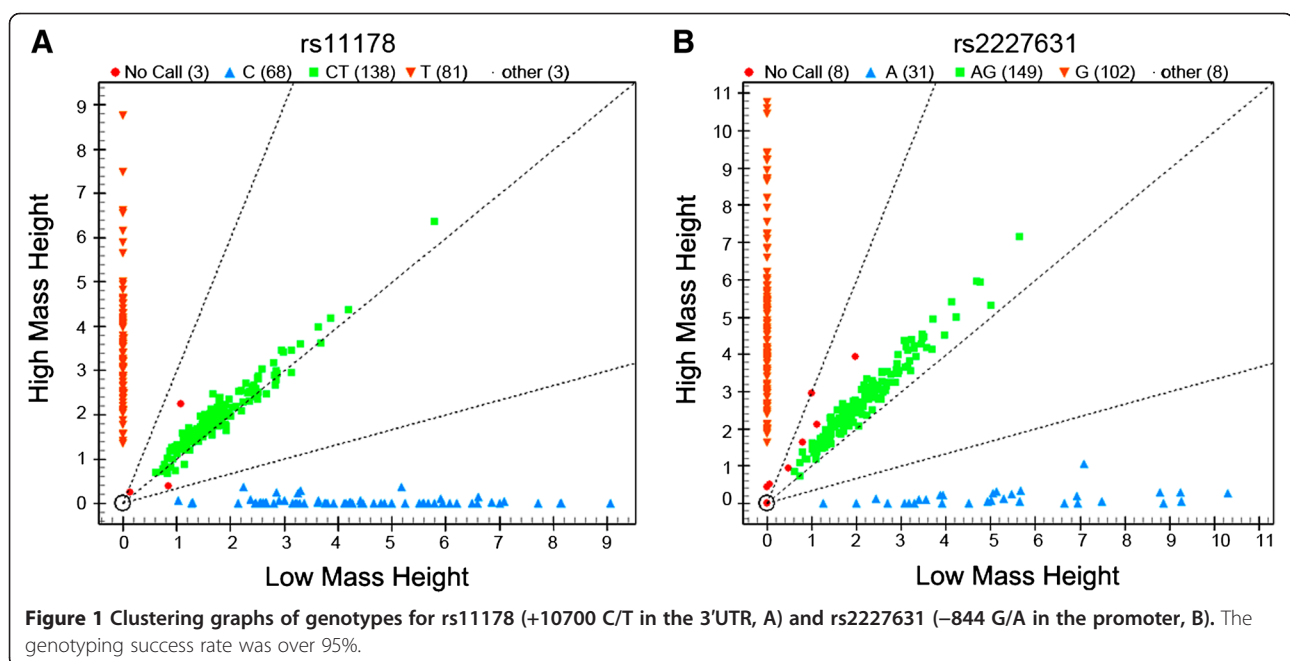 A
rs11178
No Call (3) C (68) CT (138) T (81) · other (3)
9
8
7
6
5
4
3
2
1
0
High Mass Height
0 1 2 3 4 5 6 7 8 9
Low Mass Height
B
rs2227631
No Call (8) A (31) AG (149) G (102) · other (8)
11
10
9
8
7
6
5
4
3
2
1
0
High Mass Height
0 1 2 3 4 5 6 7 8 9 10 11
Low Mass Height
Figure 1 Clustering graphs of genotypes for rs11178 (+10700 C/T in the 3′UTR, A) and rs2227631 (−844 G/A in the promoter, B). The
genotyping success rate was over 95%.